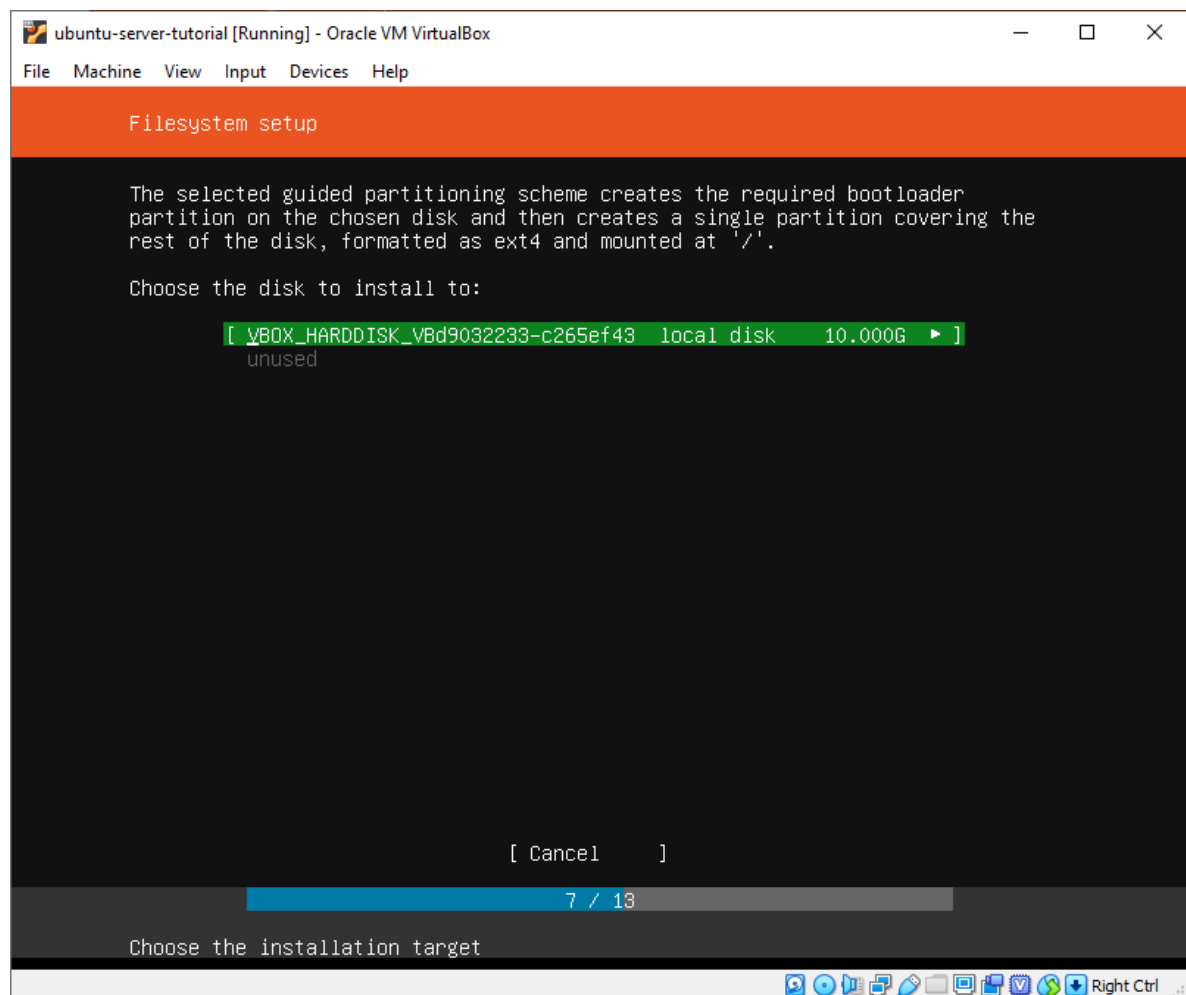 ubuntu-server-tutorial [Running] - Oracle VM VirtualBox
File Machine View Input Devices Help
Filesystem setup
The selected guided partitioning scheme creates the required bootloader
partition on the chosen disk and then creates a single partition covering the
rest of the disk, formatted as ext4 and mounted at '/'.
Choose the disk to install to:
[ VBOX_HARDDISK_VBd9032233-c265ef43 local disk 10.000G ► ]
unused
[ Cancel ]
7 / 13
Choose the installation target
Right Ctrl